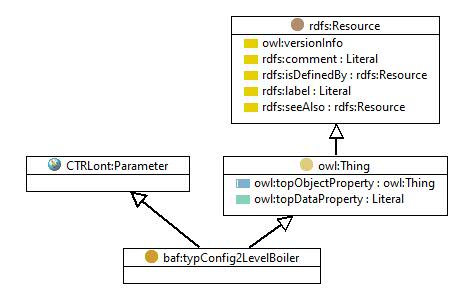 rdfs:Resource
owl:versionInfo
rdfs:comment : Literal
rdfs:isDefinedBy : rdfs:Resource
rdfs:label : Literal
rdfs:seeAlso : rdfs:Resource
CTRLont:Parameter
owl:Thing
owl:topObjectProperty : owl:Thing
owl:topDataProperty : Literal
baf:typConfig2LevelBoiler